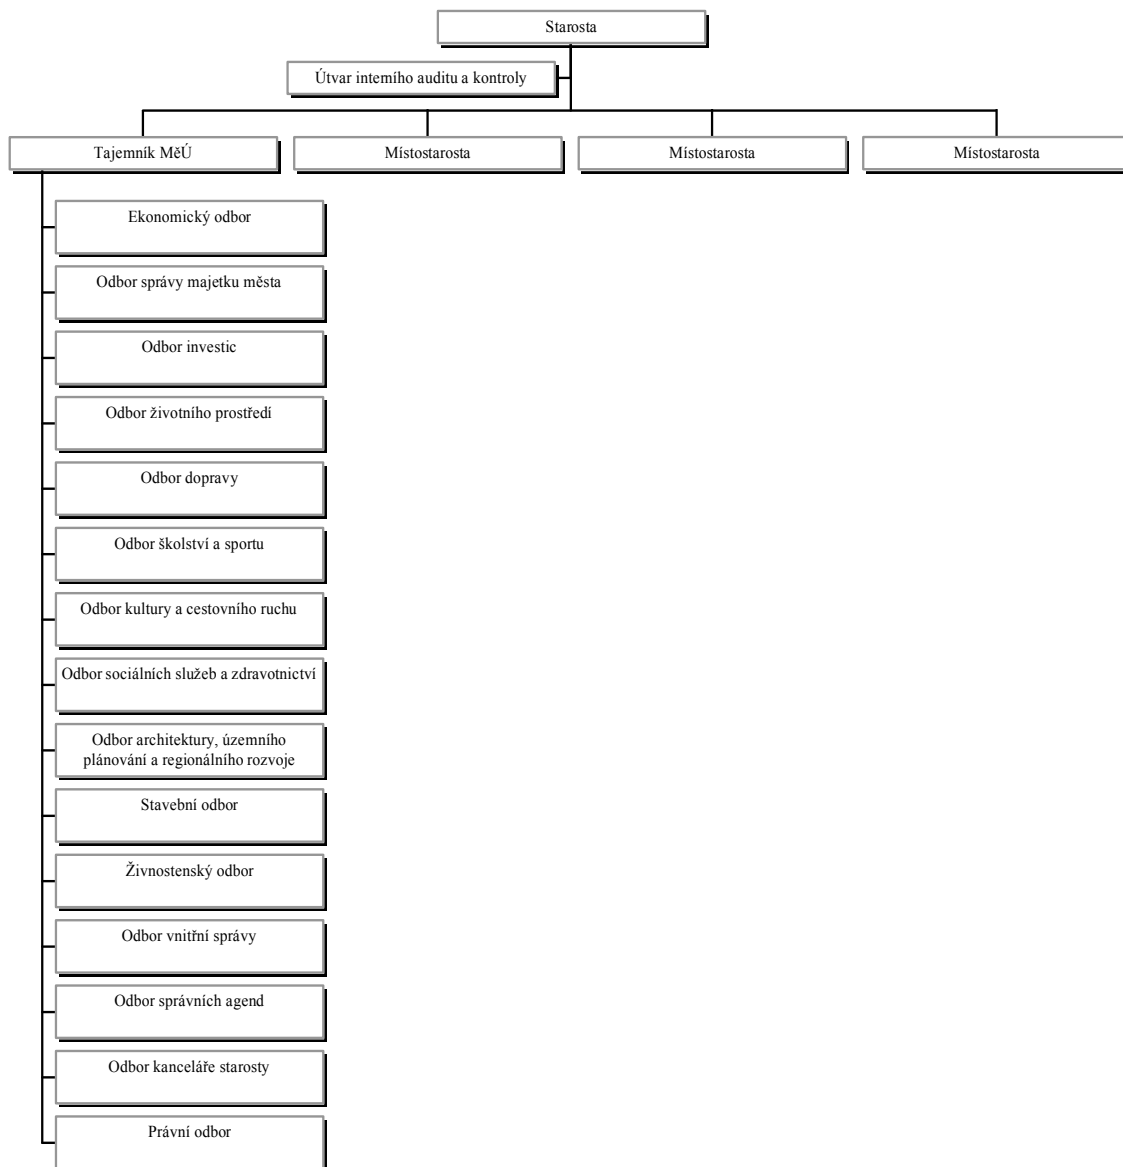 Starosta
Útvar interního auditu a kontroly
Tajemník MěÚ
Místostarosta
Místostarosta
Místostarosta
Ekonomický odbor
Odbor správy majetku města
Odbor investic
Odbor životního prostředí
Odbor dopravy
Odbor školství a sportu
Odbor kultury a cestovního ruchu
Odbor sociálních služeb a zdravotnictví
Odbor architektury, územního
plánování a regionálního rozvoje
Stavební odbor
Živnostenský odbor
Odbor vnitřní správy
Odbor správních agend
Odbor kanceláře starosty
Právní odbor